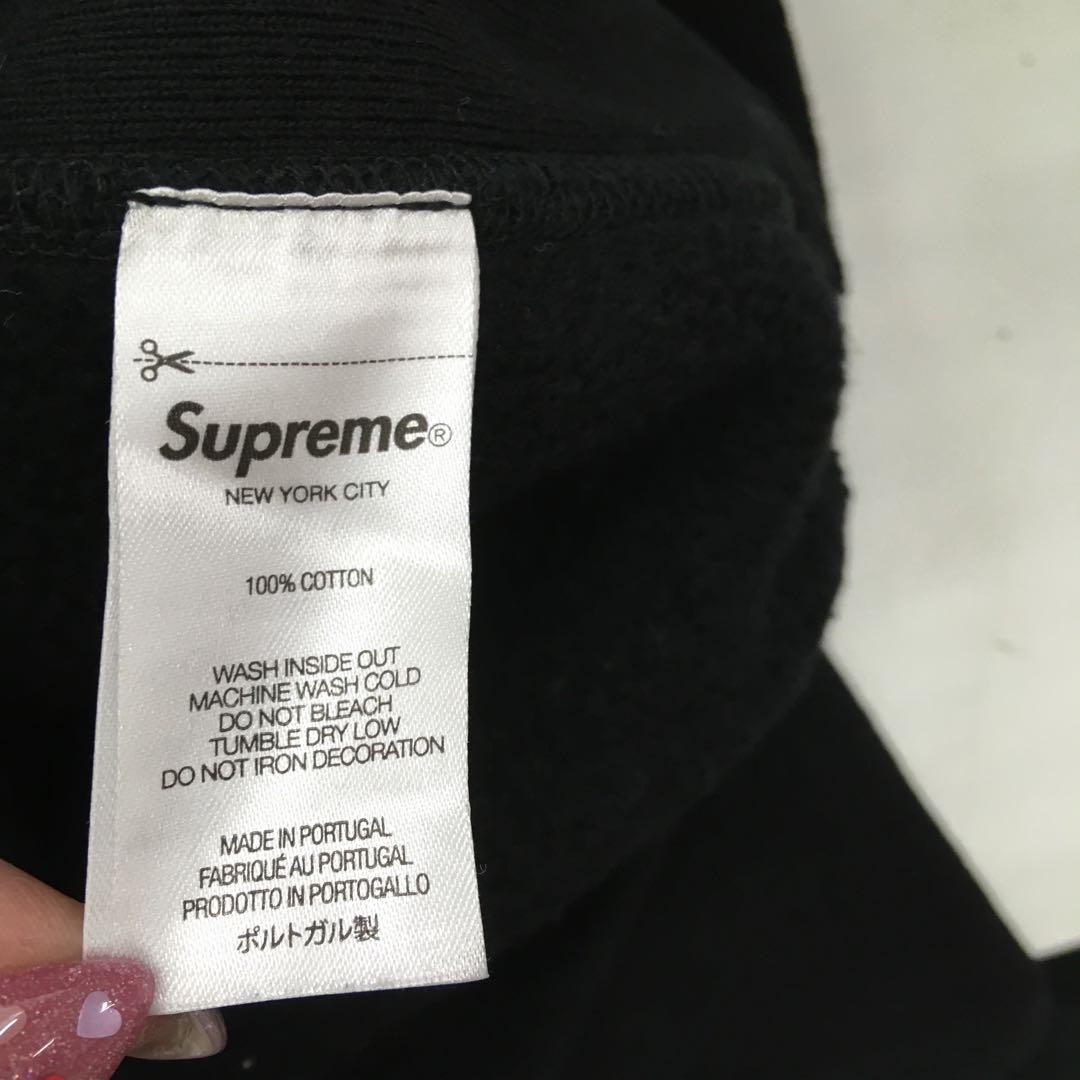 Supreme®
NEW YORK CITY
100% COTTON
WASH INSIDE OUT
MACHINE WASH COLD
DO NOT BLEACH
TUMBLE DRY LOW
DO NOT IRON DECORATION
MADE IN PORTUGAL
FABRIQUÉ AU PORTUGAL
PRODOTTO IN PORTOGALLO
ポルトガル製